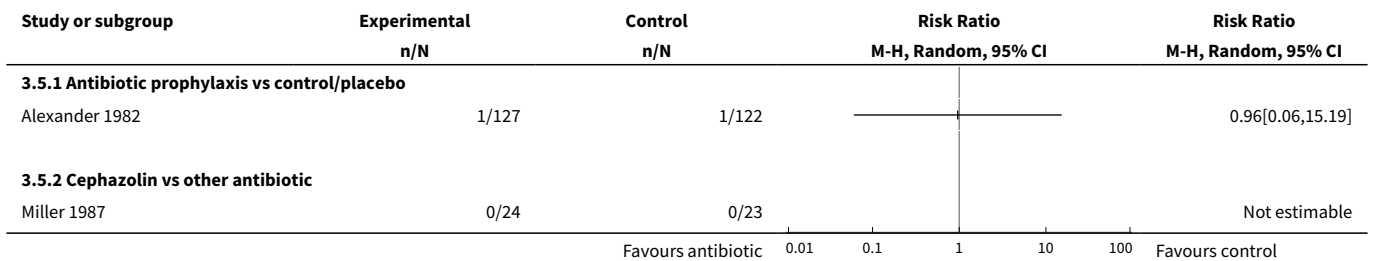 Study or subgroup Experimental Control Risk Ratio Risk Ratio
n/N n/N M-H, Random, 95% CI M-H, Random, 95% CI
3.5.1 Antibiotic prophylaxis vs control/placebo
Alexander 1982 1/127 1/122 0.96[0.06,15.19]
3.5.2 Cephazolin vs other antibiotic
Miller 1987 0/24 0/23 Not estimable
Favours antibiotic 0.01 0.1 1 10 100 Favours control